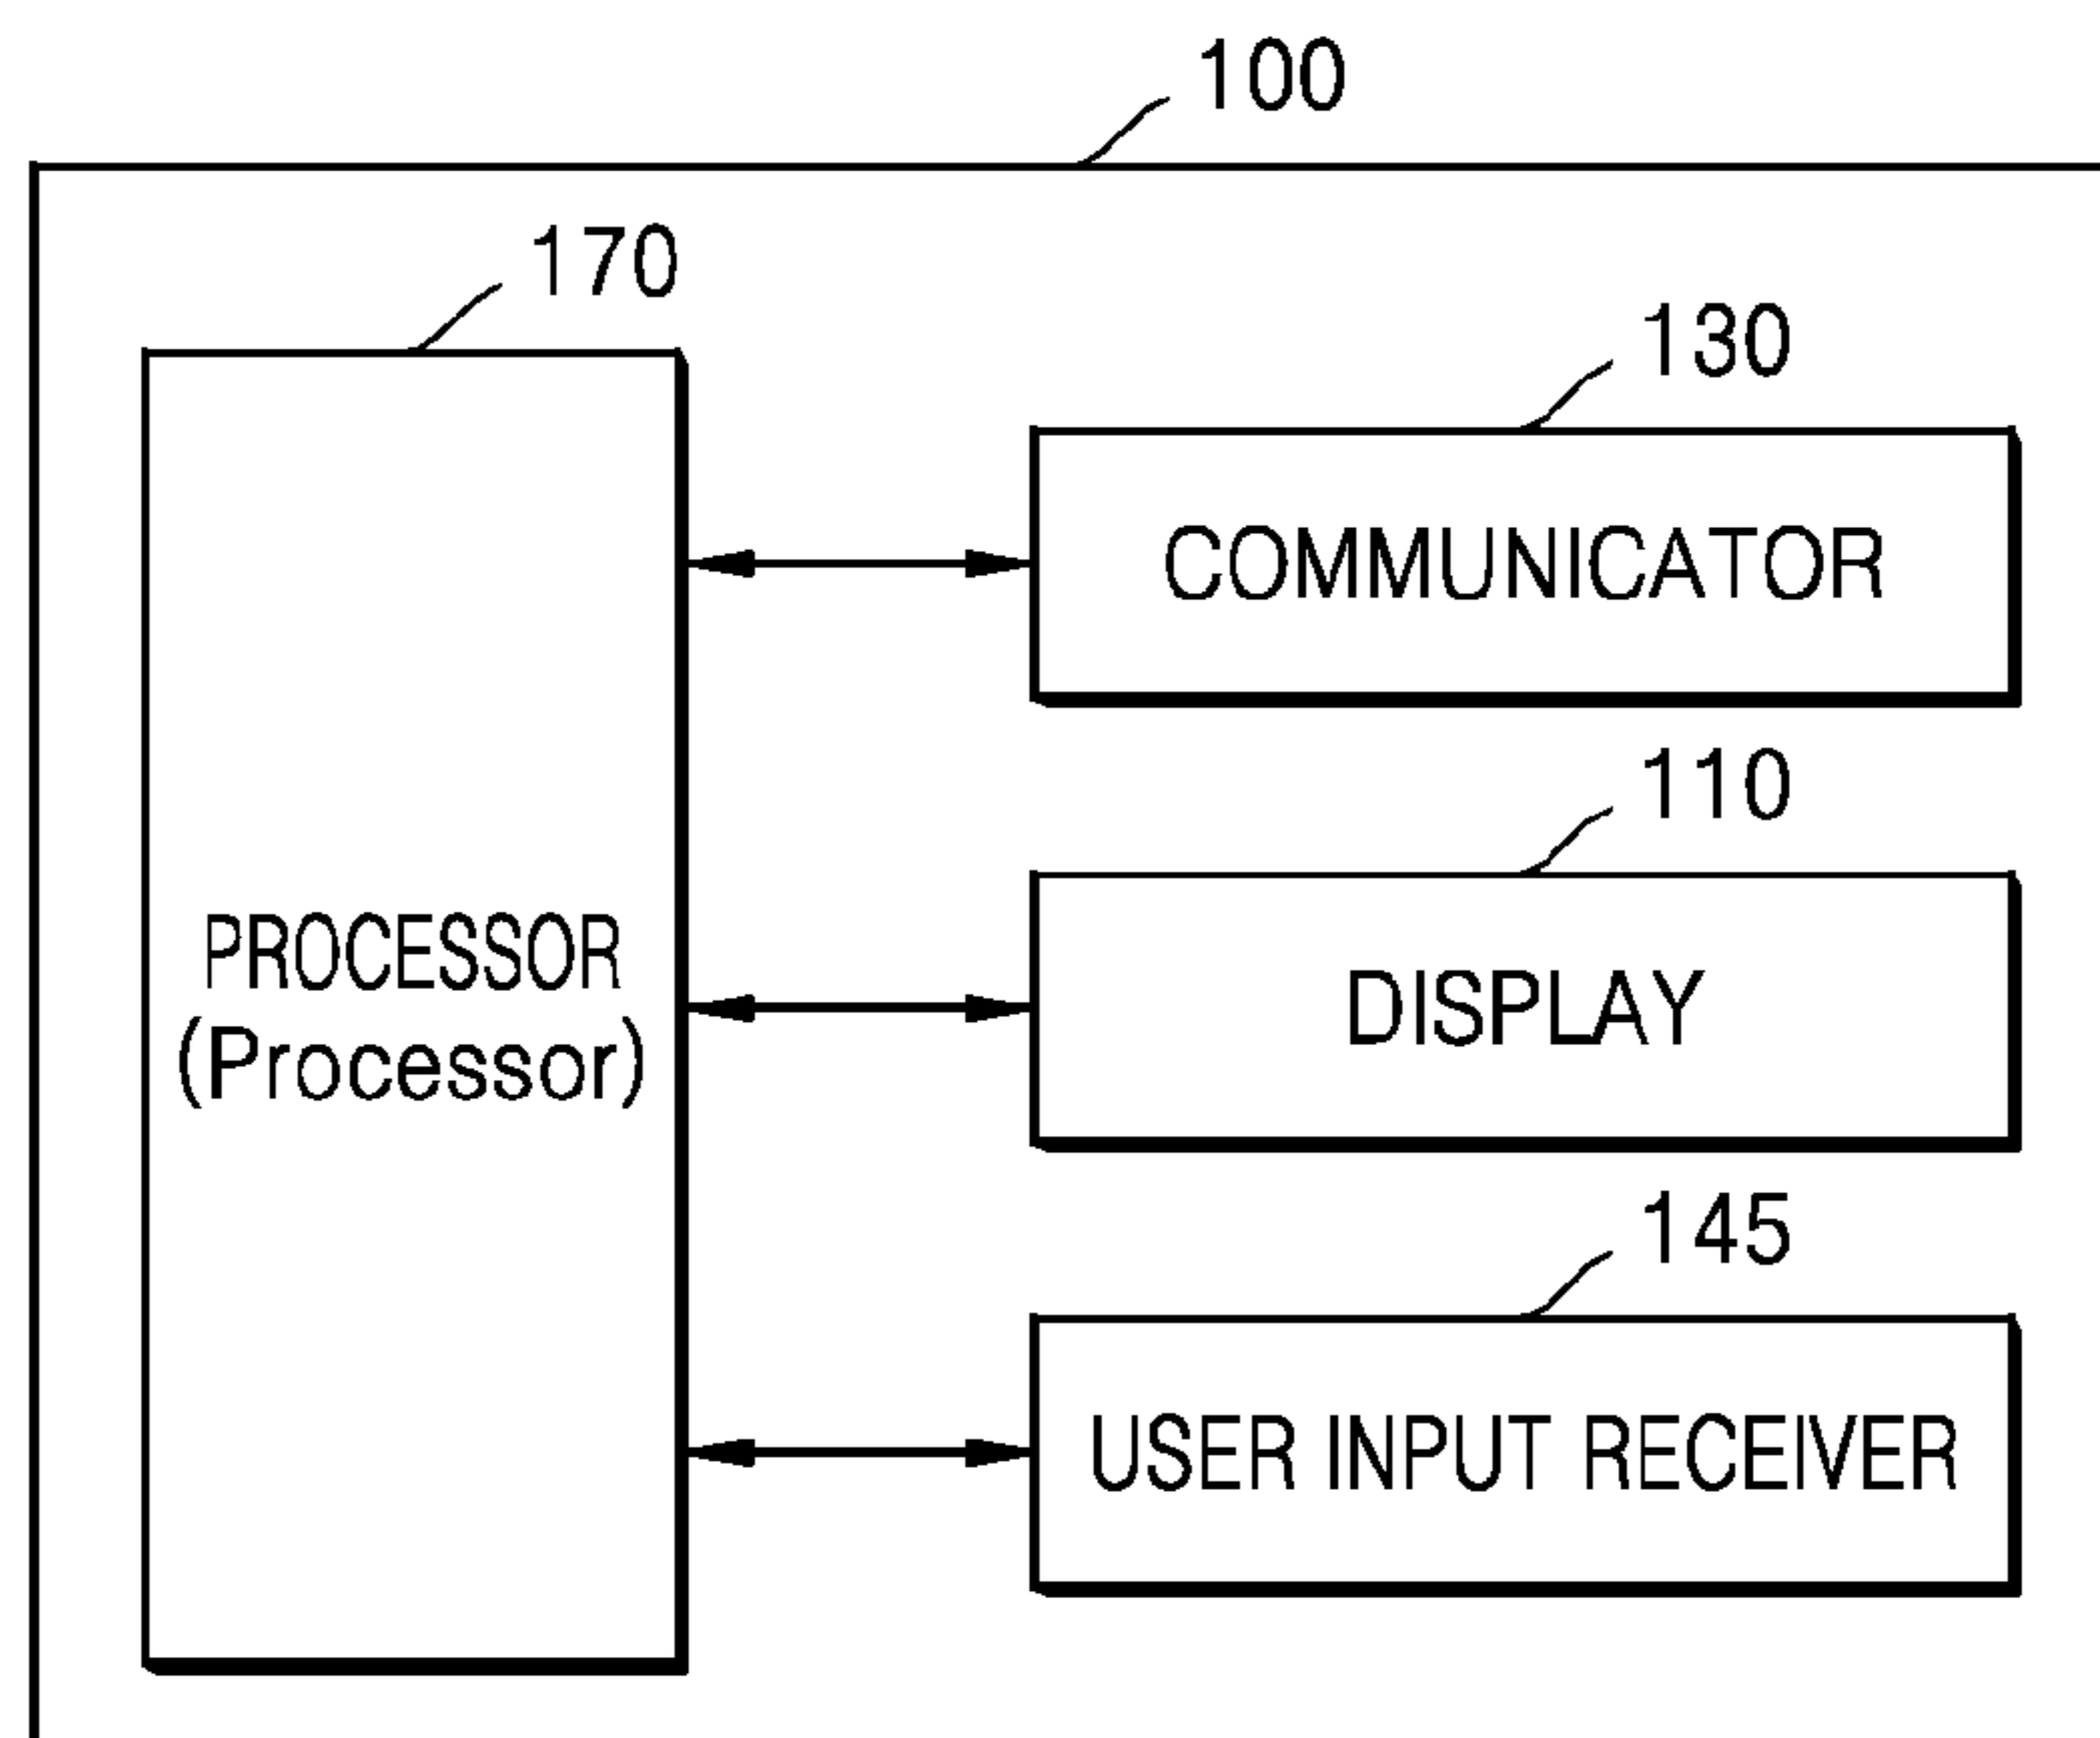 100
170
130
COMMUNICATOR
110
PROCESSOR
(Processor)
DISPLAY
145
USER INPUT RECEIVER